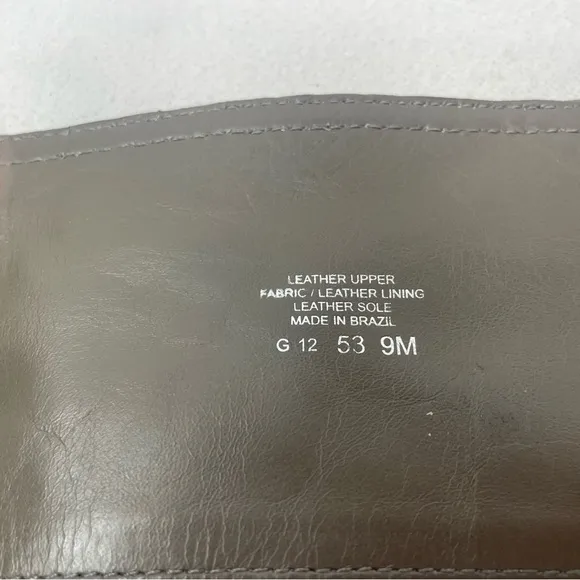 LEATHER UPPER
FABRIC / LEATHER LINING
LEATHER SOLE
MADE IN BRAZIL
G 12 53 9M